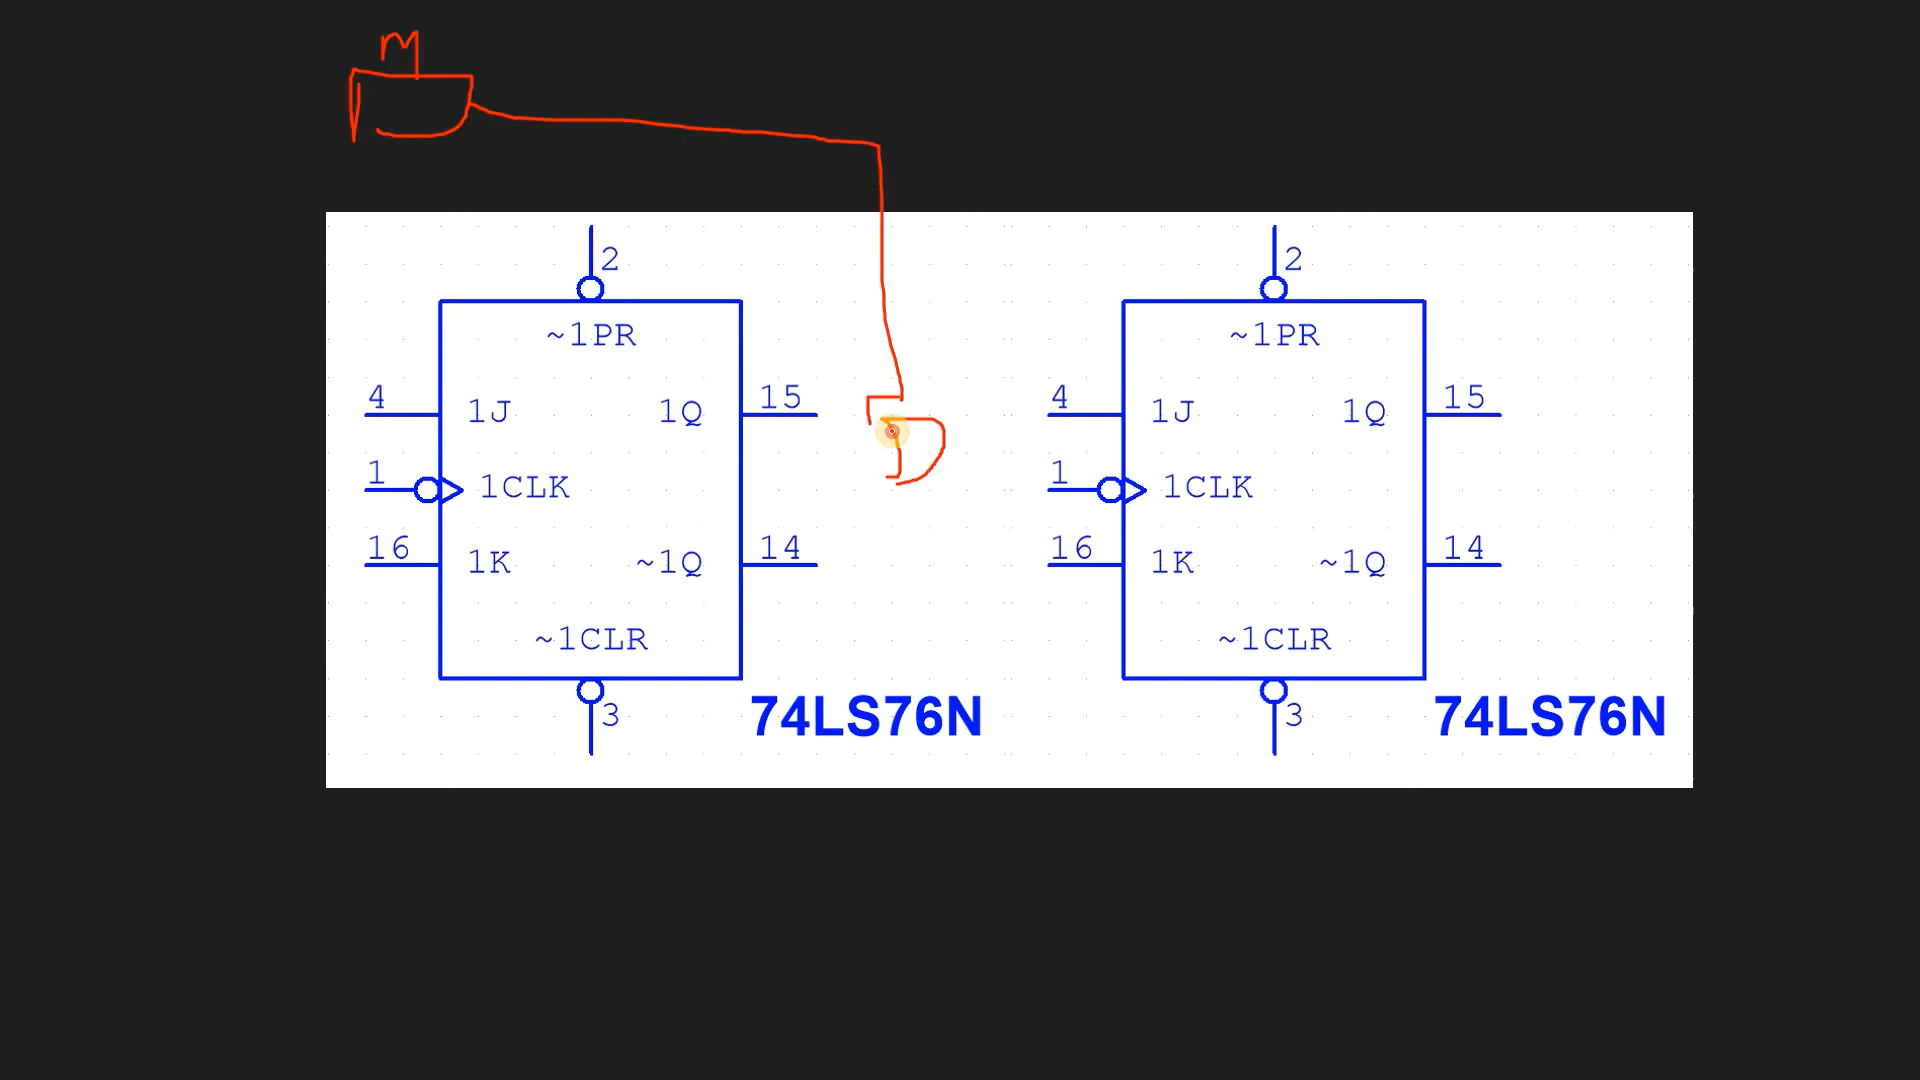 M
2 2
~1PR ~1PR
4 1J 1Q 15 4 1J 1Q 15
1 1CLK 1 1CLK
16 1K ~1Q 14 16 1K ~1Q 14
~1CLR ~1CLR
3 74LS76N 3 74LS76N